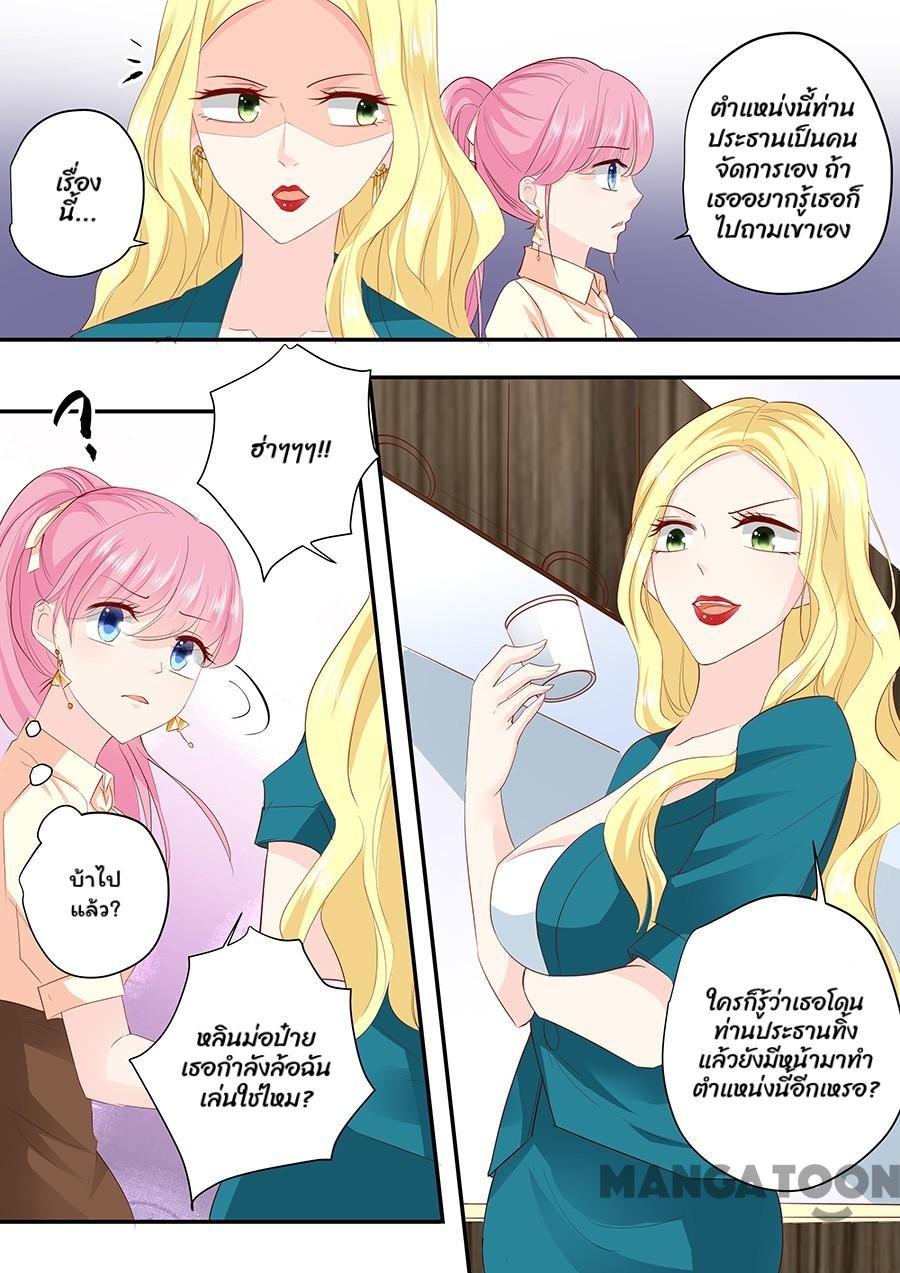 ตำแหน่งนี้ท่าน
ประธานเป็นคน
จัดการเอง ถ้า
เธออยากรู้เธอก็
ไปถามเขาเอง
เรื่อง
นี้...
ฮ่าๆๆๆ!!
บ้าไป
แล้ว?
หลินม่อป๋าย
เธอกำลังล้อฉัน
เล่นใช่ไหม?
ใครก็รู้ว่าเธอโดน
ท่านประธานทิ้ง
แล้วยังมีหน้ามาทำ
ตำแหน่งนี้อีกเหรอ?
MANGATOON